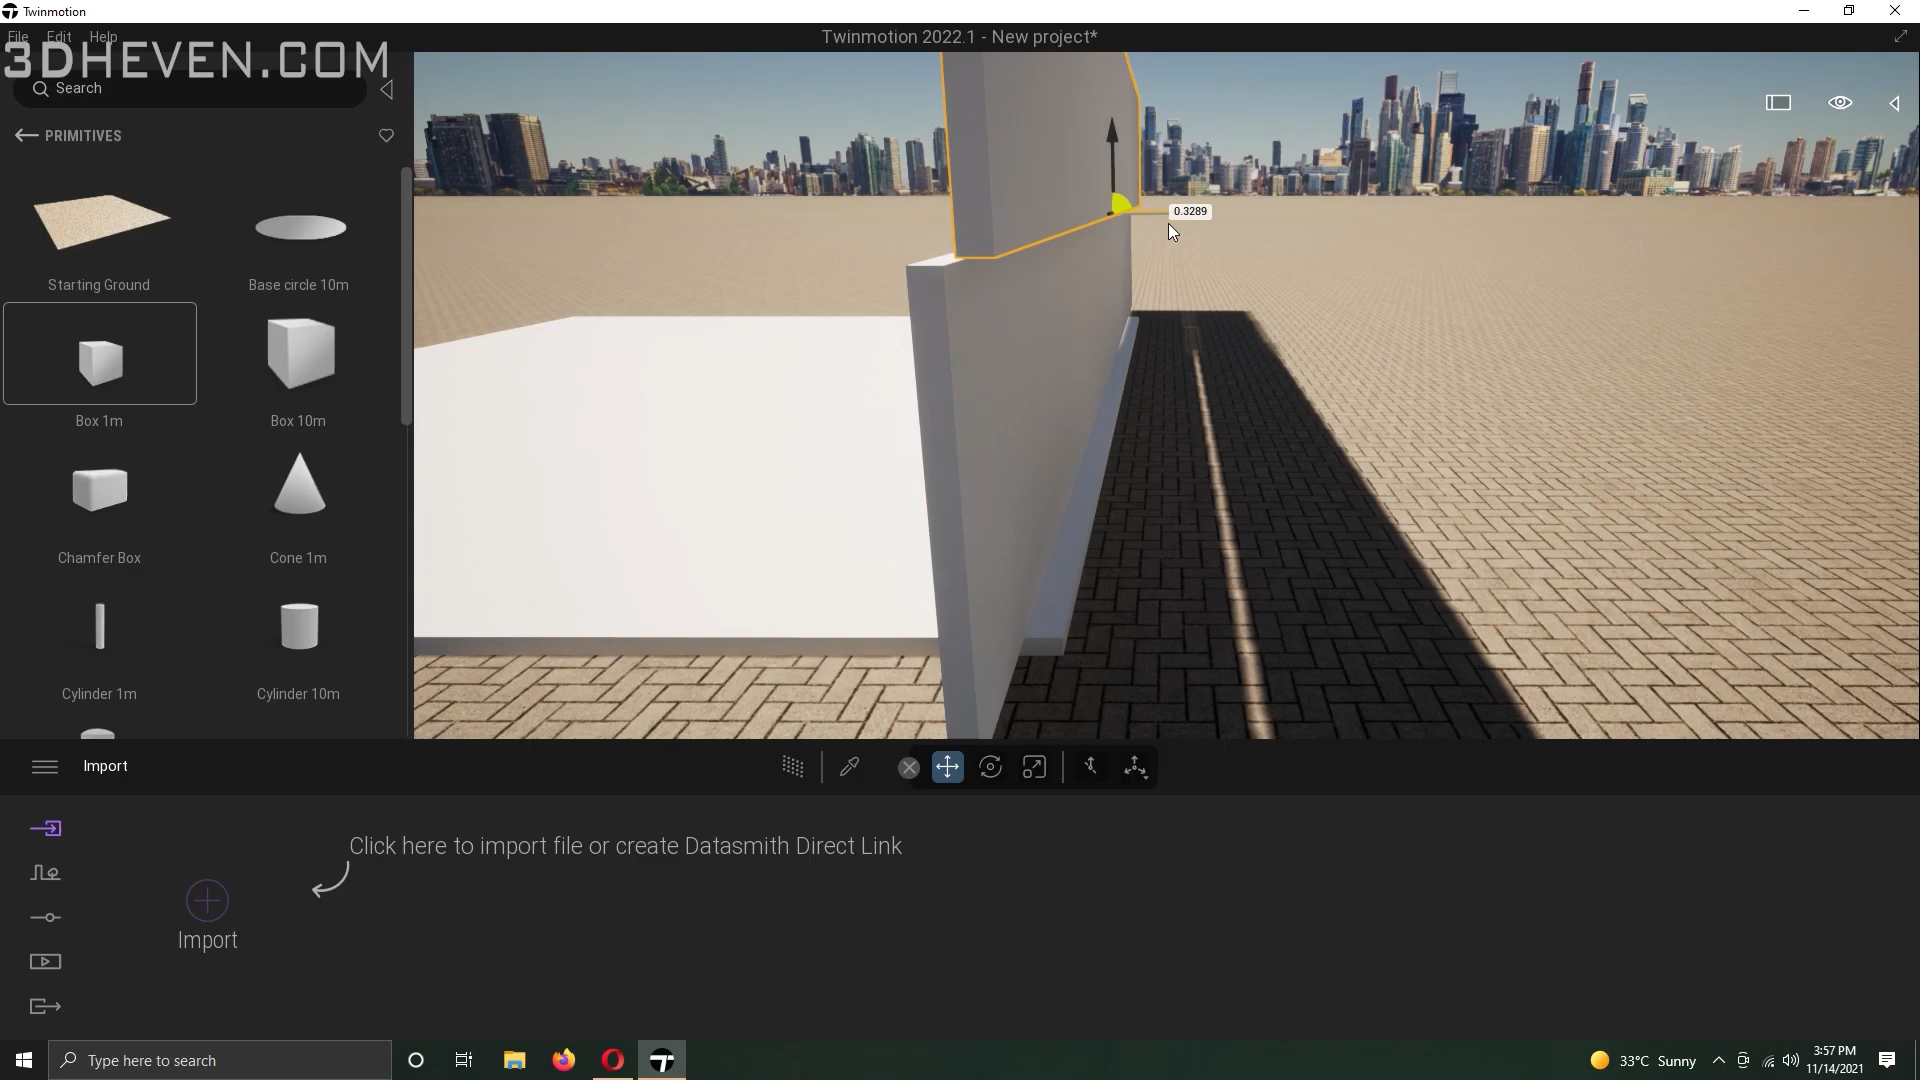 Twinmotion
File Edit Help
Twinmotion 2022.1 - New project*
3DHEVEN.COM
Search
PRIMITIVES
Starting Ground
Base circle 10m
Box 1m
Box 10m
Chamfer Box
Cone 1m
Cylinder 1m
Cylinder 10m
0.3289
Import
Click here to import file or create Datasmith Direct Link
Import
Type here to search
33°C Sunny
3:57 PM
11/14/2021